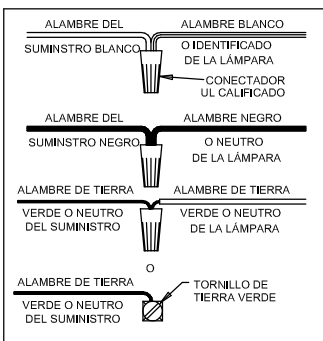 ALAMBRE DEL ALAMBRE BLANCO
SUMINSTRO BLANCO O IDENTIFICADO
DE LA LÁMPARA
CONECTADOR
UL CALIFICADO
ALAMBRE DEL ALAMBRE NEGRO
SUMINSTRO NEGRO O NEUTRO
DE LA LÁMPARA
ALAMBRE DE TIERRA ALAMBRE DE TIERRA
VERDE O NEUTRO VERDE O NEUTRO
DEL SUMINISTRO DE LA LÁMPARA
O
ALAMBRE DE TIERRA TORNILLO DE
TIERRA VERDE
VERDE O NEUTRO
DEL SUMINISTRO